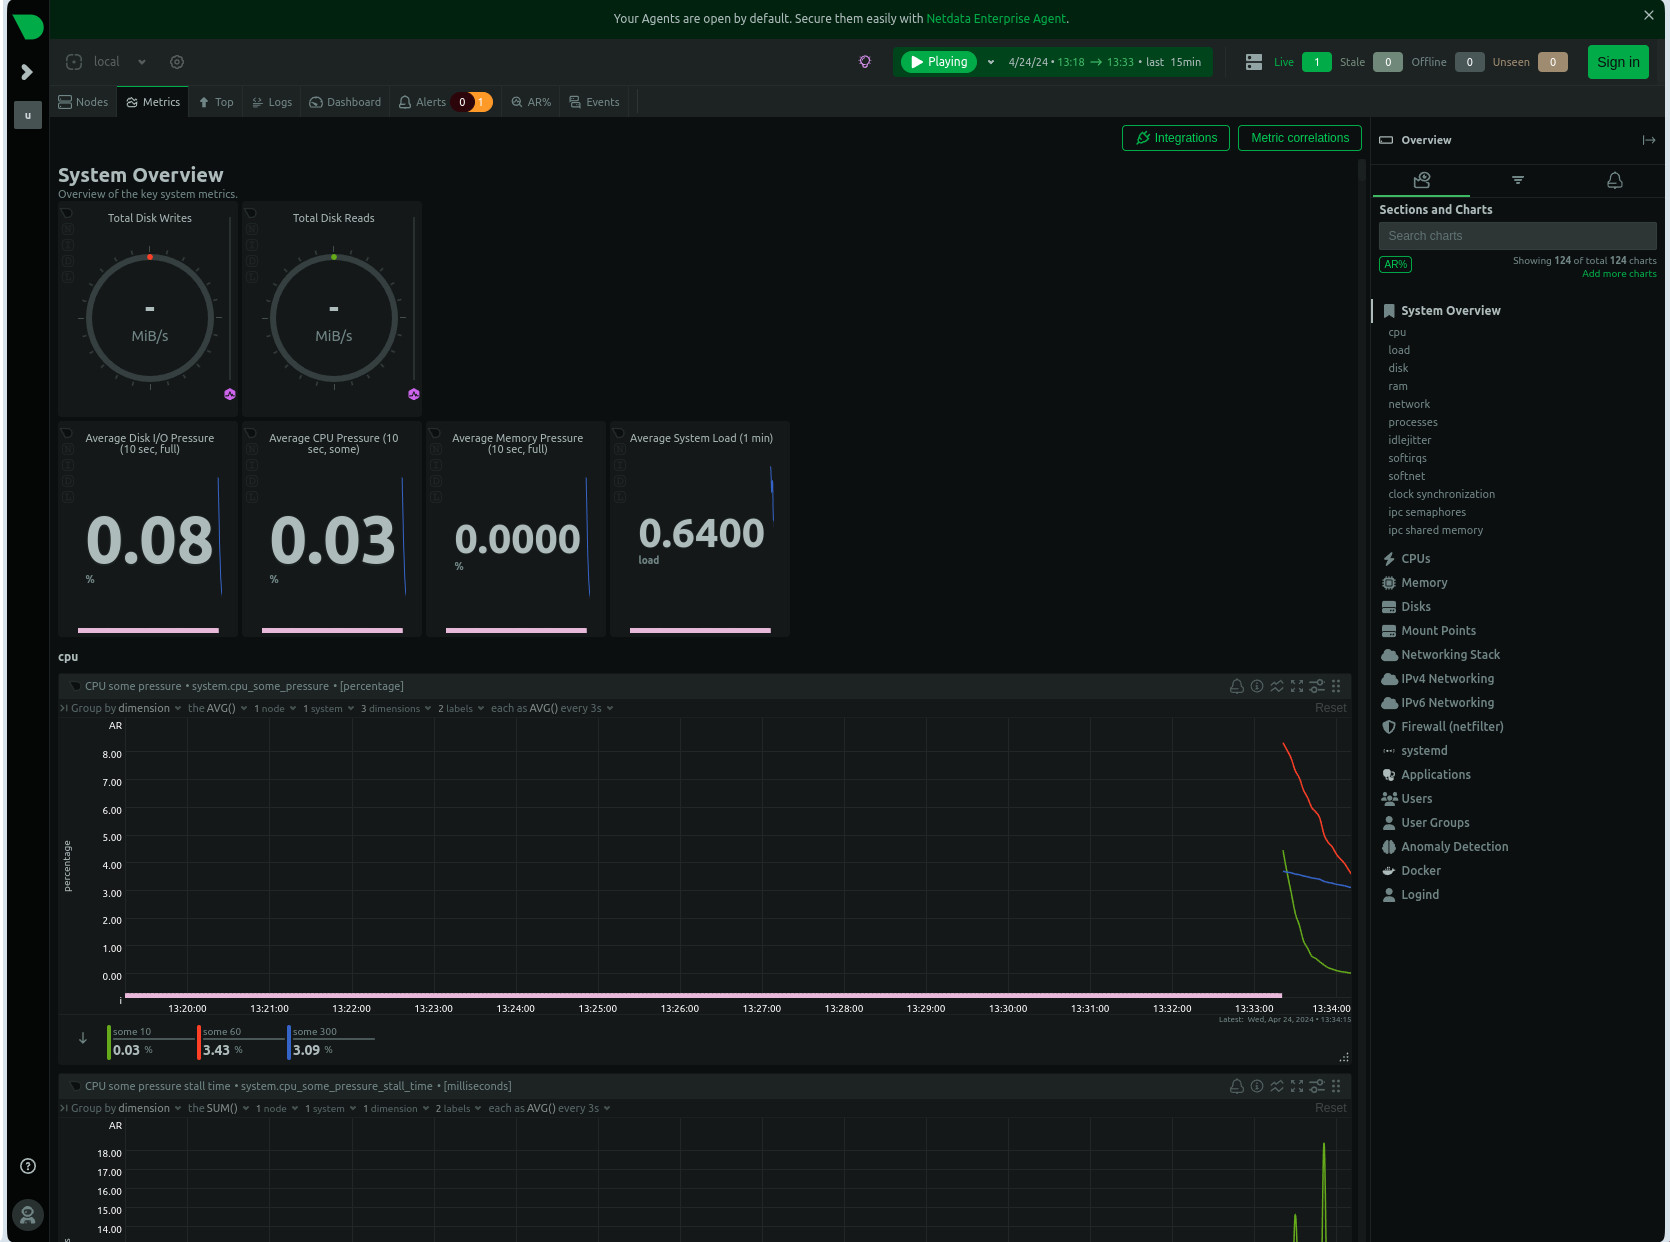 Your Agents are open by default. Secure them easily with Netdata Enterprise Agent.
local
Playing 4/24/24 • 13:18 → 13:33 • last 15min
Live 1 Stale 0 Offline 0 Unseen 0
Sign in
u
Nodes Metrics Top Logs Dashboard Alerts 0 1 AR% Events
Integrations Metric correlations
System Overview
Overview of the key system metrics.
Total Disk Writes
-
MiB/s
Total Disk Reads
-
MiB/s
Average Disk I/O Pressure
(10 sec, full)
0.08
%
Average CPU Pressure (10
sec, some)
0.03
%
Average Memory Pressure
(10 sec, full)
0.0000
%
Average System Load (1 min)
0.6400
load
cpu
CPU some pressure • system.cpu_some_pressure • [percentage]
Group by dimension the AVG() 1 node 1 system 3 dimensions 2 labels each as AVG() every 3s Reset
AR
8.00
7.00
6.00
5.00
4.00
3.00
2.00
1.00
0.00
i
percentage
13:20:00 13:21:00 13:22:00 13:23:00 13:24:00 13:25:00 13:26:00 13:27:00 13:28:00 13:29:00 13:30:00 13:31:00 13:32:00 13:33:00 13:34:00
Latest: Wed, Apr 24, 2024 • 13:34:15
some 10
0.03 %
some 60
3.43 %
some 300
3.09 %
CPU some pressure stall time • system.cpu_some_pressure_stall_time • [milliseconds]
Group by dimension the SUM() 1 node 1 system 1 dimension 2 labels each as AVG() every 3s Reset
AR
18.00
17.00
16.00
15.00
14.00
Overview
Sections and Charts
Search charts
AR%
Showing 124 of total 124 charts
Add more charts
System Overview
cpu
load
disk
ram
network
processes
idlejitter
softirqs
softnet
clock synchronization
ipc semaphores
ipc shared memory
CPUs
Memory
Disks
Mount Points
Networking Stack
IPv4 Networking
IPv6 Networking
Firewall (netfilter)
systemd
Applications
Users
User Groups
Anomaly Detection
Docker
Logind